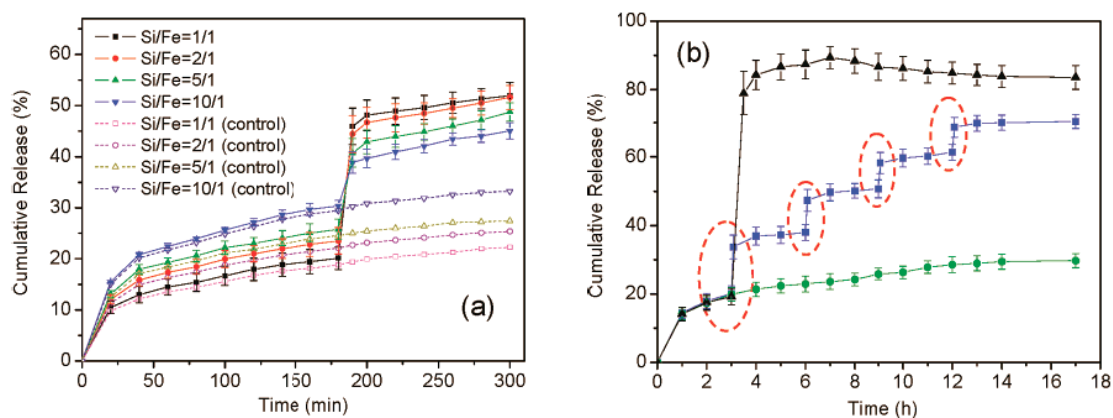 (a)
Cumulative Release (%)
60
50
40
30
20
10
0
Si/Fe=1/1
Si/Fe=2/1
Si/Fe=5/1
Si/Fe=10/1
Si/Fe=1/1 (control)
Si/Fe=2/1 (control)
Si/Fe=5/1 (control)
Si/Fe=10/1 (control)
0 50 100 150 200 250 300
Time (min)
(b)
Cumulative Release (%)
100
80
60
40
20
0
0 2 4 6 8 10 12 14 16 18
Time (h)